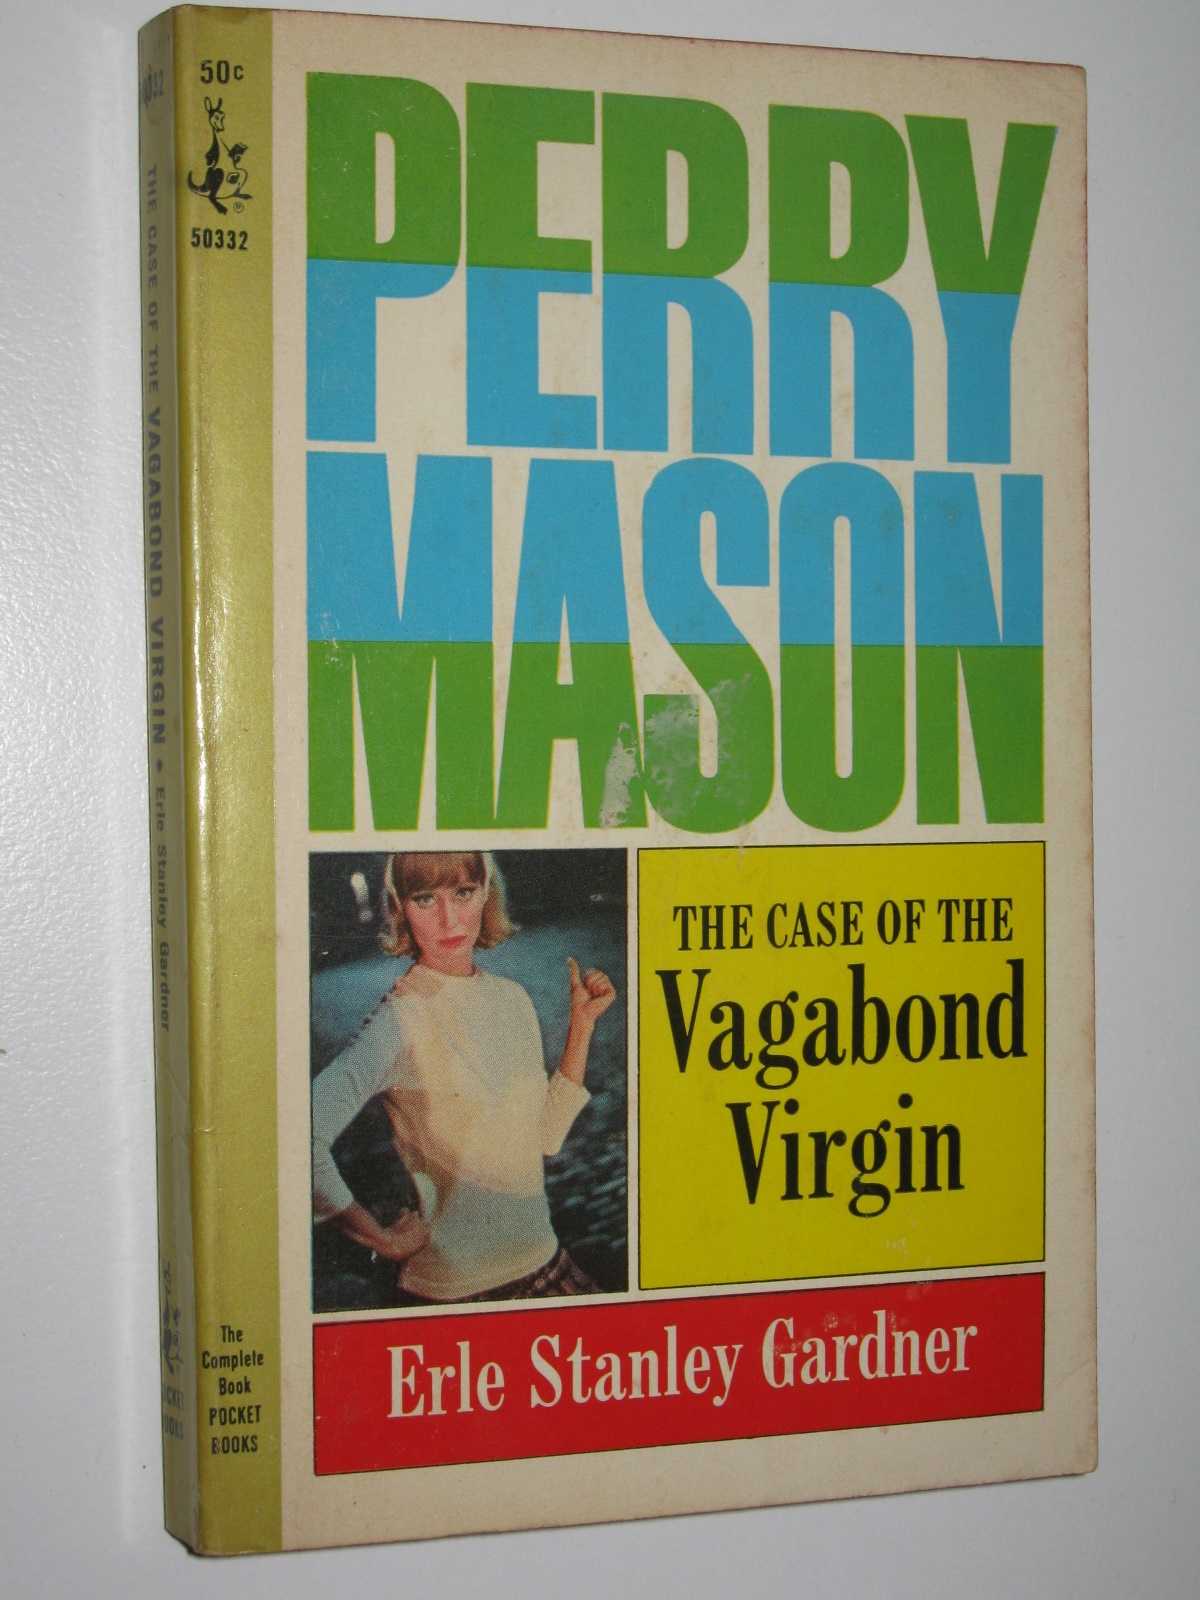 THE CASE OF THE VAGABOND VIRGIN • Erle Stanley Gardner
50c
®
50332
The
Complete
Book
POCKET
BOOKS
PERRY
MASON
THE CASE OF THE
Vagabond
Virgin
Erle Stanley Gardner